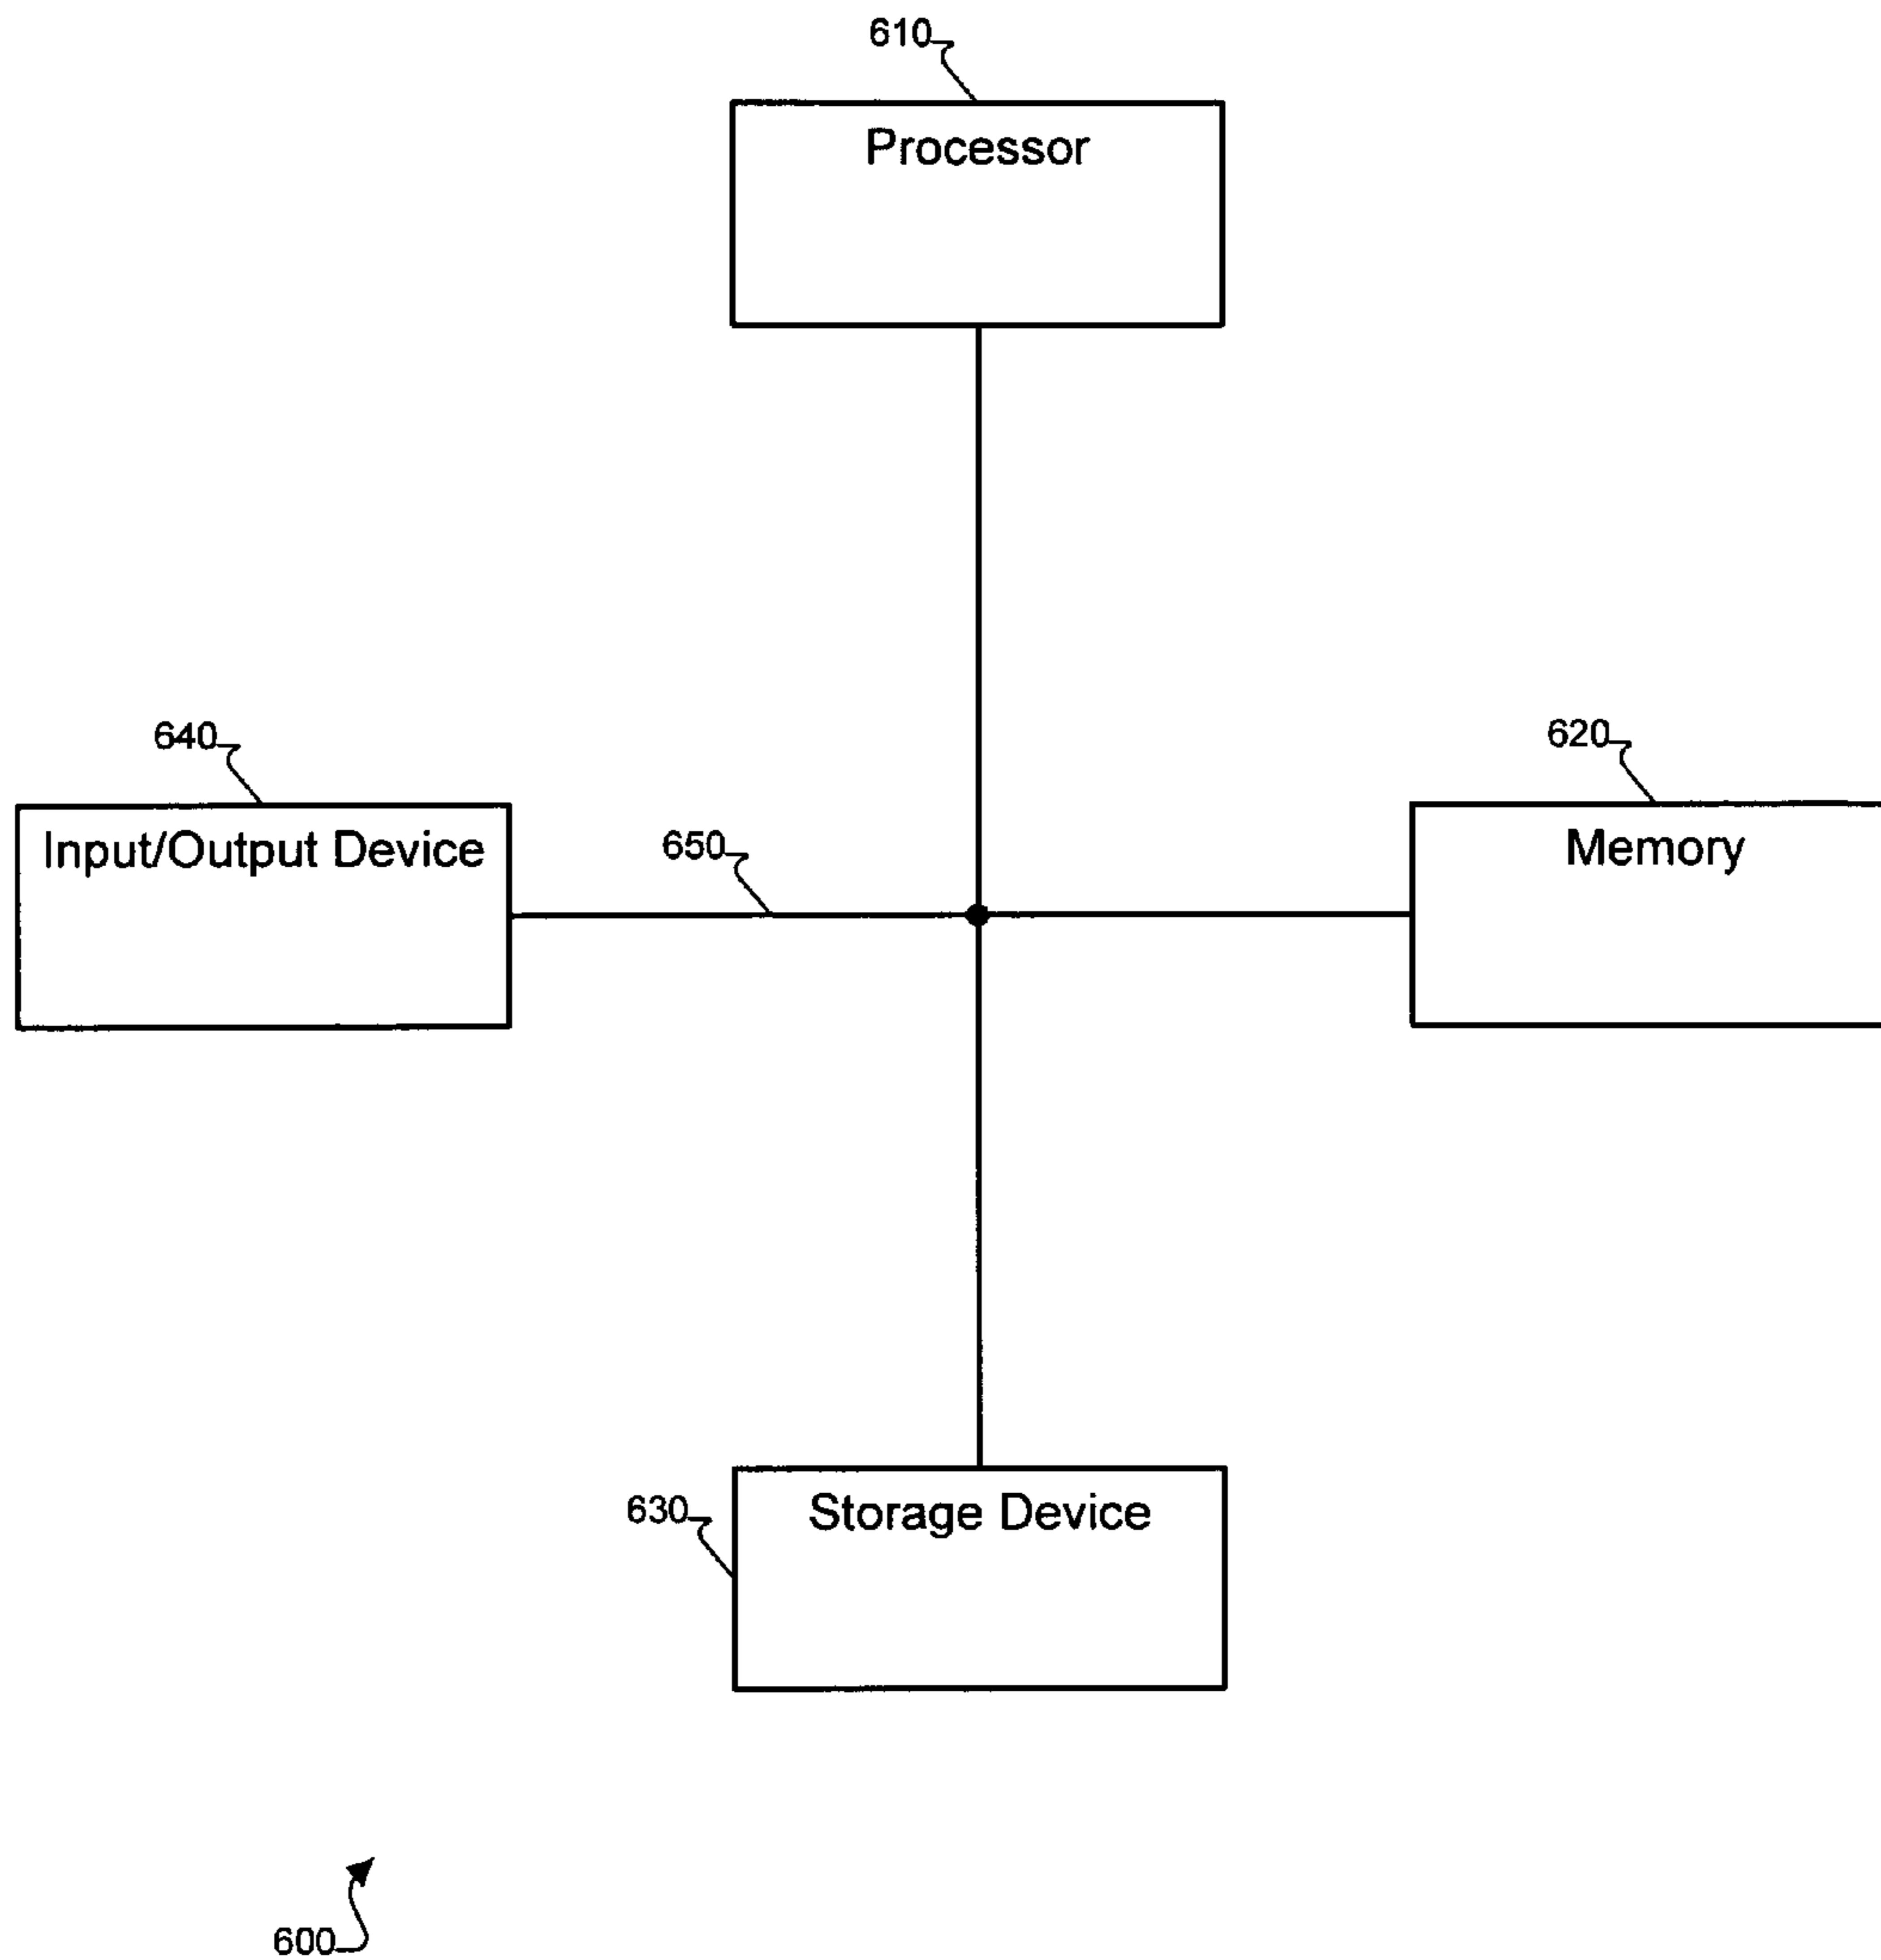 610
Processor
640
Input/Output Device
650
620
Memory
630
Storage Device
600